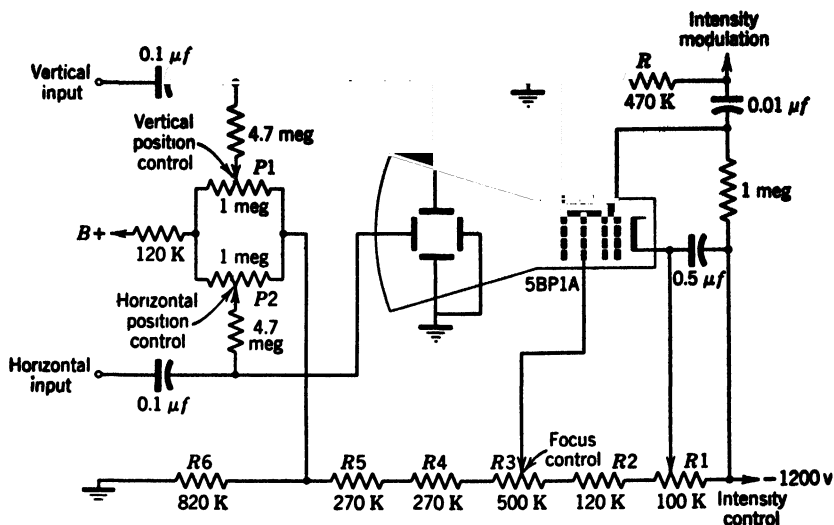 Intensity
modulation
R
470 K
0.01 μf
0.1 μf
Vertical
input
4.7 meg
Vertical
position
control
P1
1 meg
B+
120 K
1 meg
P2
Horizontal
position
control
4.7
meg
Horizontal
input
0.1 μf
1 meg
0.5 μf
5BP1A
Focus
control
R6
820 K
R5
270 K
R4
270 K
R3
500 K
R2
120 K
R1
100 K
-1200 v
Intensity
control